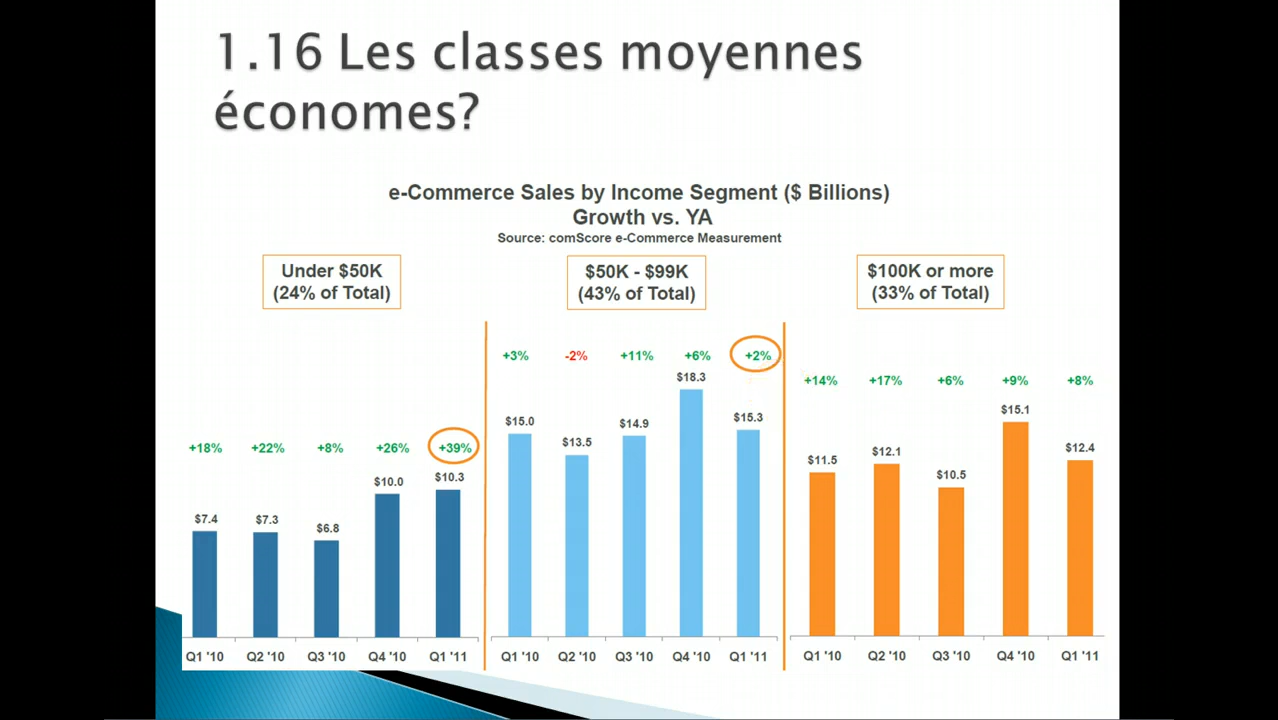 1.16 Les classes moyennes
économes?
e-Commerce Sales by Income Segment ($ Billions)
Growth vs. YA
Source: comScore e-Commerce Measurement
Under $50K
(24% of Total)
+18% +22% +8% +26% +39%
$7.4 $7.3 $6.8 $10.0 $10.3
Q1 '10 Q2 '10 Q3 '10 Q4 '10 Q1 '11
$50K - $99K
(43% of Total)
+3% -2% +11% +6% +2%
$15.0 $13.5 $14.9 $18.3 $15.3
Q1 '10 Q2 '10 Q3 '10 Q4 '10 Q1 '11
$100K or more
(33% of Total)
+14% +17% +6% +9% +8%
$11.5 $12.1 $10.5 $15.1 $12.4
Q1 '10 Q2 '10 Q3 '10 Q4 '10 Q1 '11